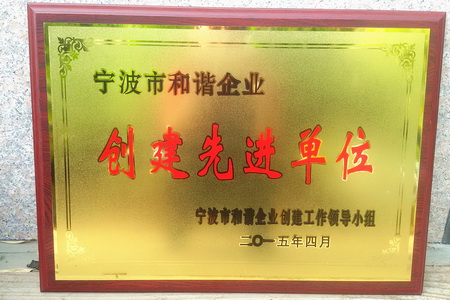 宁波市和谐企业
创建先进单位
宁波市和谐企业创建工作领导小组
二〇一五年四月